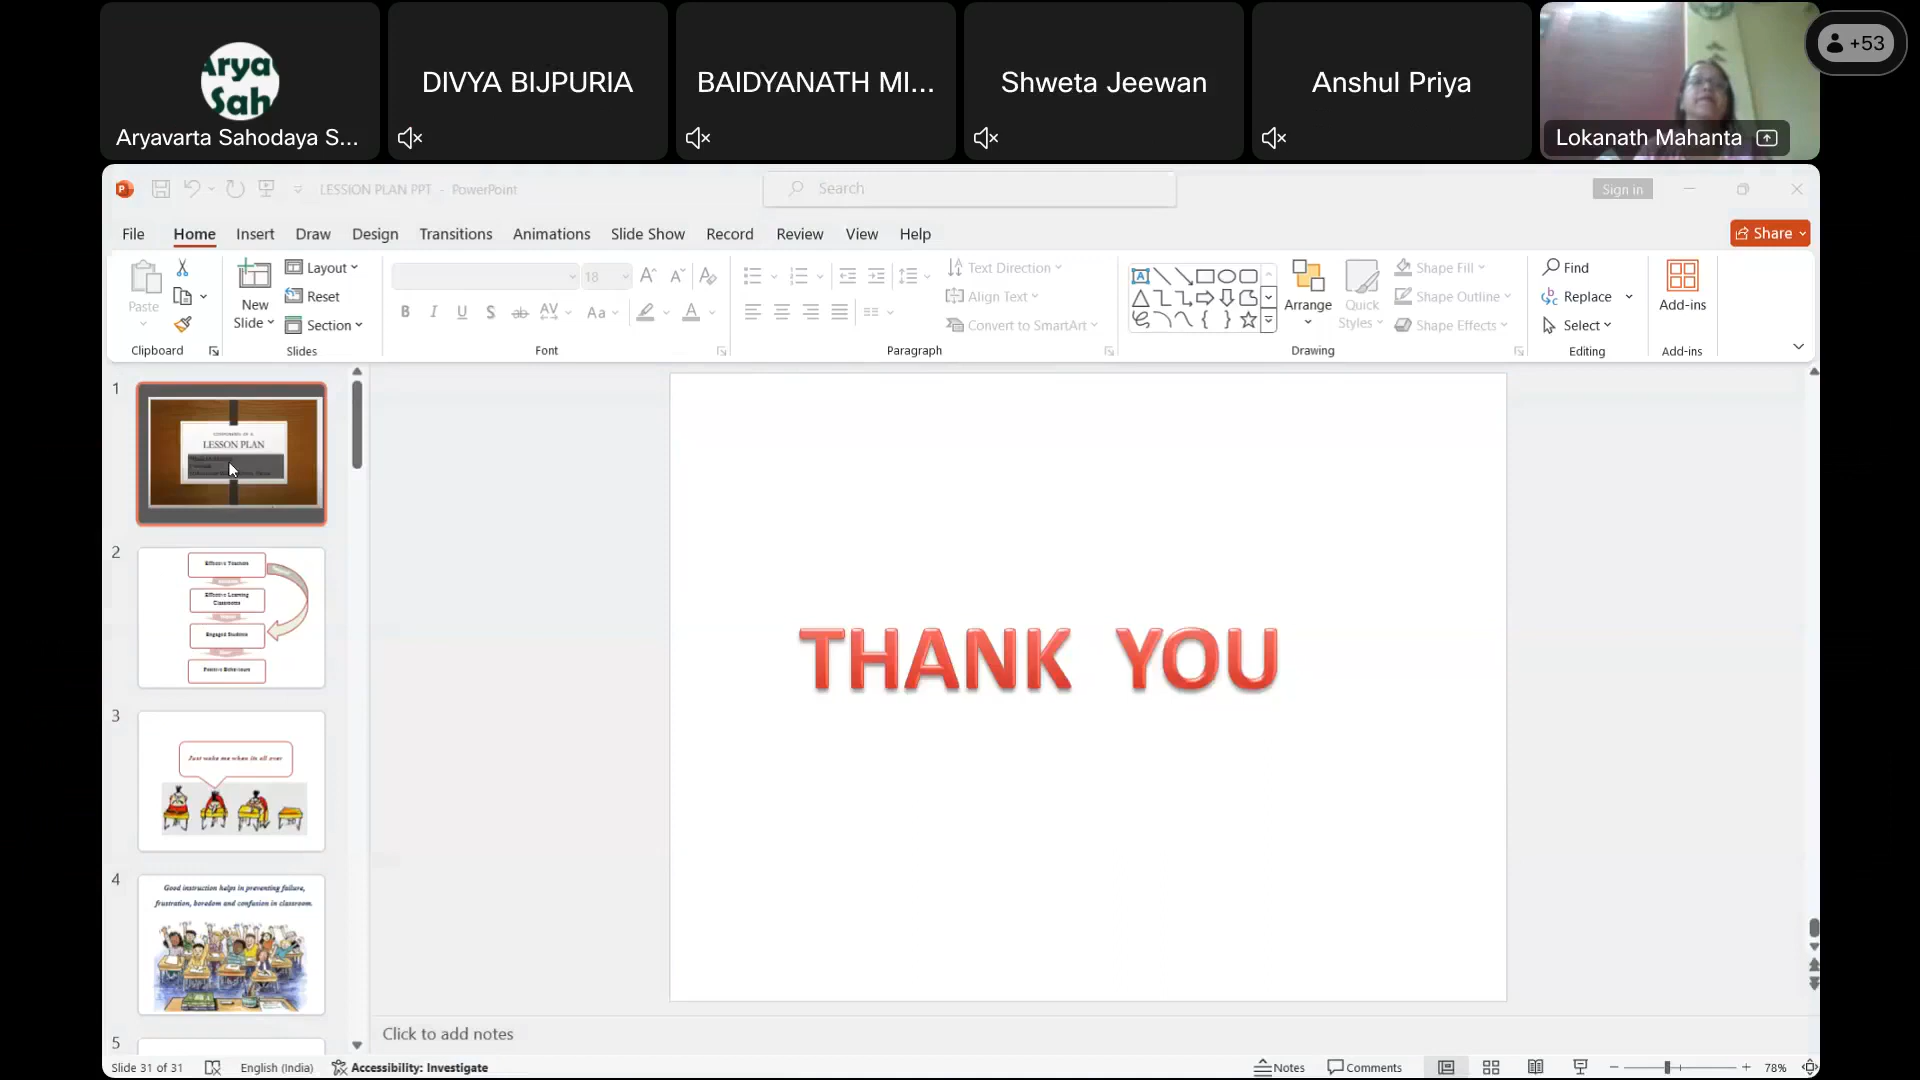 Arya
Sah
Aryavarta Sahodaya S...
DIVYA BIJPURIA
BAIDYANATH MI...
Shweta Jeewan
Anshul Priya
Lokanath Mahanta
+53
LESSION PLAN PPT - PowerPoint
Search
Sign in
File Home Insert Draw Design Transitions Animations Slide Show Record Review View Help
Share
Paste
New
Slide
Layout
Reset
Section
18
Text Direction
Align Text
Convert to SmartArt
Arrange
Quick
Styles
Shape Fill
Shape Outline
Shape Effects
Find
Replace
Select
Add-ins
Clipboard Slides Font Paragraph Drawing Editing Add-ins
1
LESSON PLAN
2
Effective Teachers
Effective Learning
Classrooms
Engaged Students
Positive Behaviours
3
Just wake me when its all over
4
Good instruction helps in preventing failure,
frustration, boredom and confusion in classroom.
5
THANK YOU
Click to add notes
Slide 31 of 31 English (India) Accessibility: Investigate Notes Comments 78%